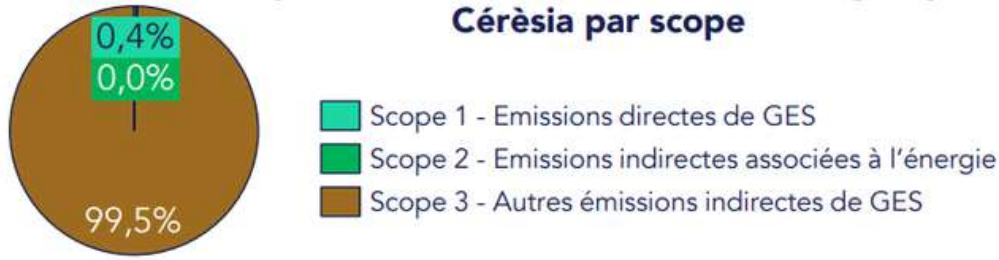 Cérèsia par scope
0,4%
0,0%
99,5%
Scope 1 - Emissions directes de GES
Scope 2 - Emissions indirectes associées à l'énergie
Scope 3 - Autres émissions indirectes de GES